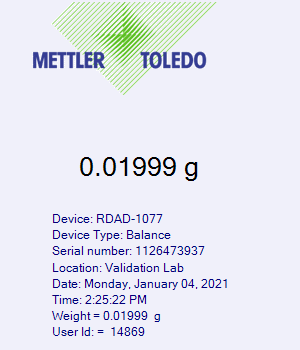 METTLER TOLEDO
0.01999 g
Device: RDAD-1077
Device Type: Balance
Serial number: 1126473937
Location: Validation Lab
Date: Monday, January 04, 2021
Time: 2:25:22 PM
Weight = 0.01999 g
User Id: = 14869